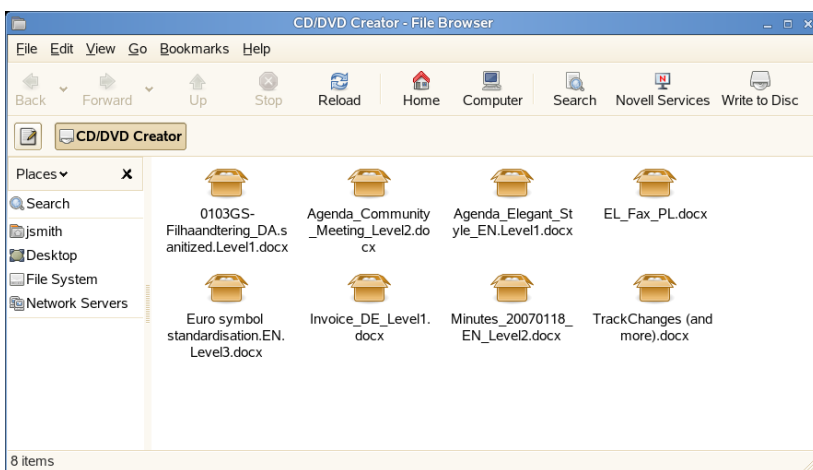 CD/DVD Creator - File Browser
File Edit View Go Bookmarks Help
Back Forward Up Stop Reload Home Computer Search Novell Services Write to Disc
CD/DVD Creator
Places
Search
jsmith
Desktop
File System
Network Servers
0103GS-
Filhaandtering_DA.s
anitized.Level1.docx
Agenda_Community
_Meeting_Level2.do
cx
Agenda_Elegant_St
yle_EN.Level1.docx
EL_Fax_PL.docx
Euro symbol
standardisation.EN.
Level3.docx
Invoice_DE_Level1.
docx
Minutes_20070118_
EN_Level2.docx
TrackChanges (and
more).docx
8 items